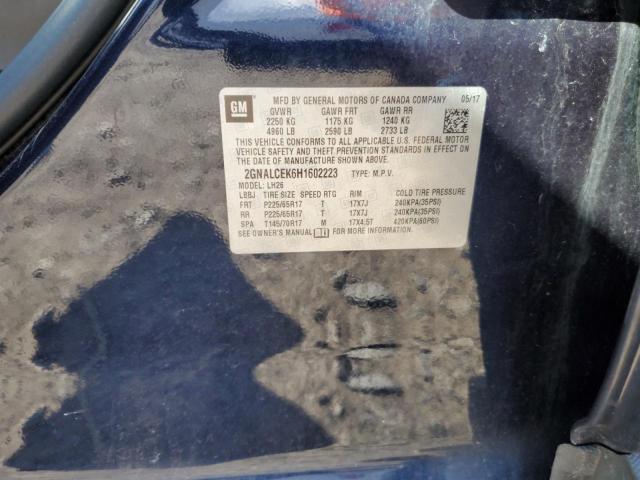 GM
MFD BY GENERAL MOTORS OF CANADA COMPANY 05/17
GVWR GAWR FRT GAWR RR
2250 KG 1175 KG 1240 KG
4960 LB 2590 LB 2733 LB
THIS VEHICLE CONFORMS TO ALL APPLICABLE U.S. FEDERAL MOTOR
VEHICLE SAFETY AND THEFT PREVENTION STANDARDS IN EFFECT ON
THE DATE OF MANUFACTURE SHOWN ABOVE.
2GNALCEK6H1602223 TYPE: M.P.V.
MODEL: LH26
LBBJ TIRE SIZE SPEED RTG RIM COLD TIRE PRESSURE
FRT P225/65R17 T 17X7J 240KPA(35PSI)
RR P225/65R17 T 17X7J 240KPA(35PSI)
SPA T145/70R17 M 17X4.5T 420KPA(60PSI)
SEE OWNER'S MANUAL FOR MORE INFORMATION.